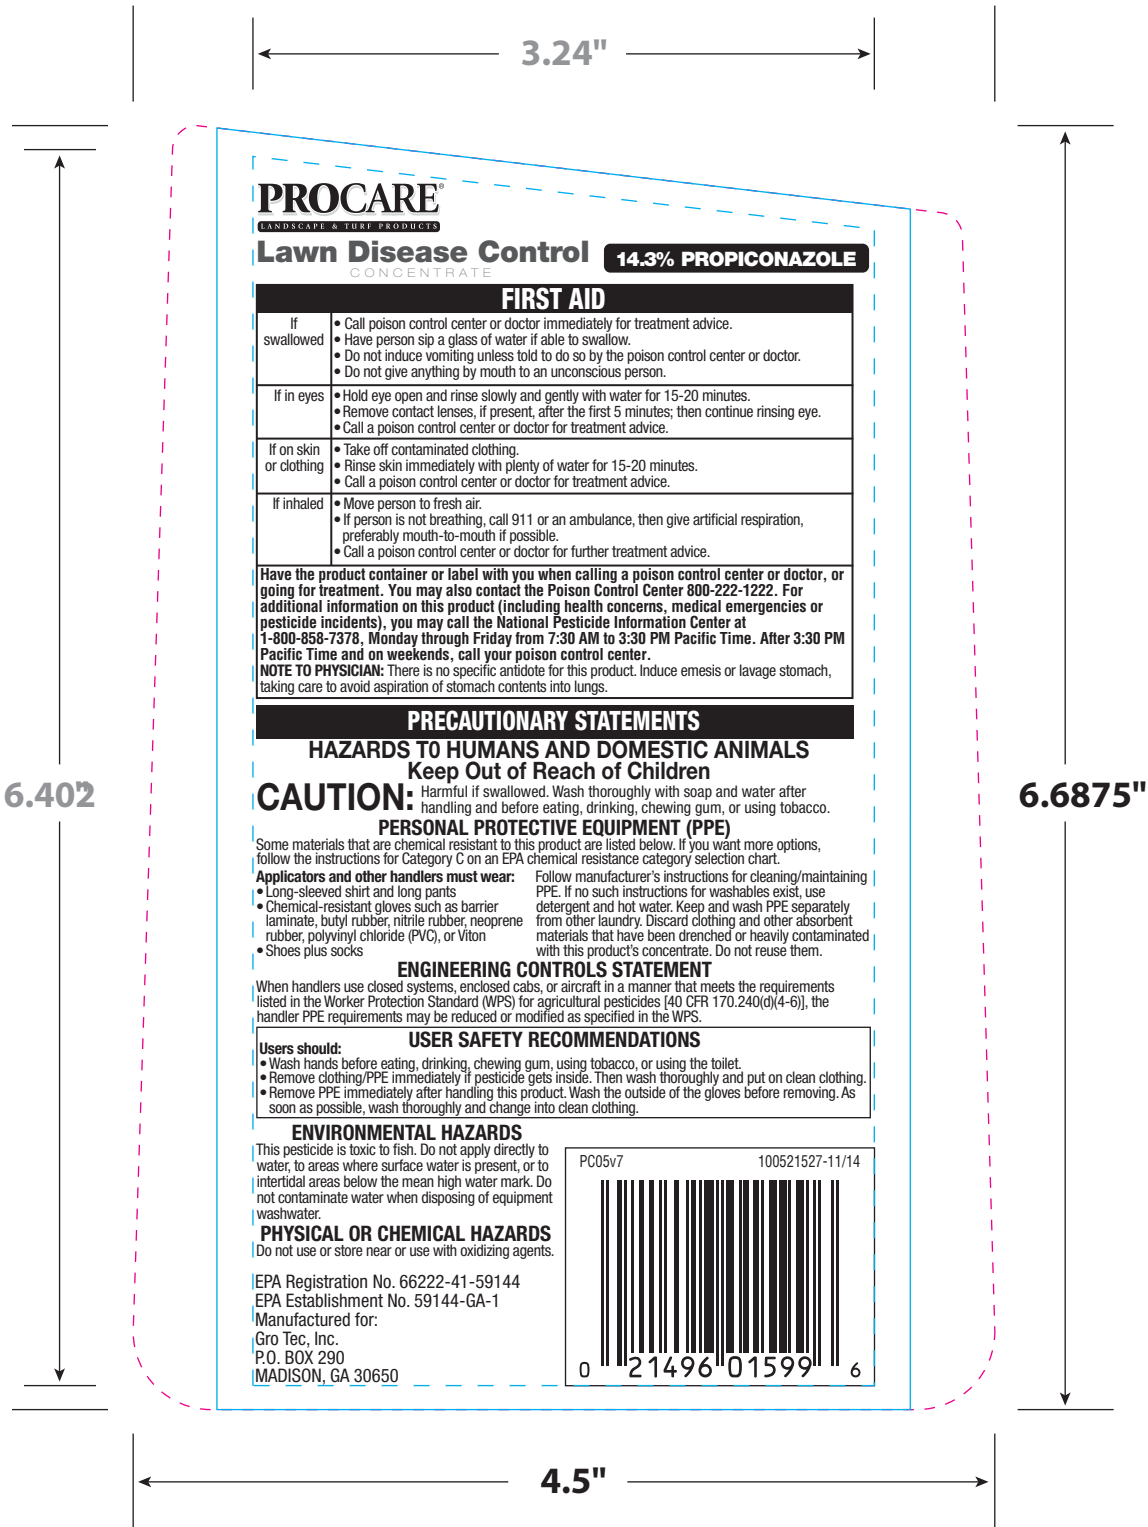 3.24"
PROCARE®
LANDSCAPE & TURF PRODUCTS
Lawn Disease Control
CONCENTRATE
14.3% PROPICONAZOLE
FIRST AID
If swallowed
• Call poison control center or doctor immediately for treatment advice.
• Have person sip a glass of water if able to swallow.
• Do not induce vomiting unless told to do so by the poison control center or doctor.
• Do not give anything by mouth to an unconscious person.
If in eyes
• Hold eye open and rinse slowly and gently with water for 15-20 minutes.
• Remove contact lenses, if present, after the first 5 minutes; then continue rinsing eye.
• Call a poison control center or doctor for treatment advice.
If on skin
or clothing
• Take off contaminated clothing.
• Rinse skin immediately with plenty of water for 15-20 minutes.
• Call a poison control center or doctor for treatment advice.
If inhaled
• Move person to fresh air.
• If person is not breathing, call 911 or an ambulance, then give artificial respiration,
preferably mouth-to-mouth if possible.
• Call a poison control center or doctor for further treatment advice.
Have the product container or label with you when calling a poison control center or doctor, or
going for treatment. You may also contact the Poison Control Center 800-222-1222. For
additional information on this product (including health concerns, medical emergencies or
pesticide incidents), you may call the National Pesticide Information Center at
1-800-858-7378, Monday through Friday from 7:30 AM to 3:30 PM Pacific Time. After 3:30 PM
Pacific Time and on weekends, call your poison control center.
NOTE TO PHYSICIAN: There is no specific antidote for this product. Induce emesis or lavage stomach,
taking care to avoid aspiration of stomach contents into lungs.
PRECAUTIONARY STATEMENTS
HAZARDS T0 HUMANS AND DOMESTIC ANIMALS
Keep Out of Reach of Children
CAUTION: Harmful if swallowed. Wash thoroughly with soap and water after
handling and before eating, drinking, chewing gum, or using tobacco.
6.402"
6.6875"
PERSONAL PROTECTIVE EQUIPMENT (PPE)
Some materials that are chemical resistant to this product are listed below. If you want more options,
follow the instructions for Category C on an EPA chemical resistance category selection chart.
Applicators and other handlers must wear:
• Long-sleeved shirt and long pants
• Chemical-resistant gloves such as barrier
laminate, butyl rubber, nitrile rubber, neoprene
rubber, polyvinyl chloride (PVC), or Viton
• Shoes plus socks
Follow manufacturer's instructions for cleaning/maintaining
PPE. If no such instructions for washables exist, use
detergent and hot water. Keep and wash PPE separately
from other laundry. Discard clothing and other absorbent
materials that have been drenched or heavily contaminated
with this product's concentrate. Do not reuse them.
ENGINEERING CONTROLS STATEMENT
When handlers use closed systems, enclosed cabs, or aircraft in a manner that meets the requirements
listed in the Worker Protection Standard (WPS) for agricultural pesticides [40 CFR 170.240(d)(4-6)], the
handler PPE requirements may be reduced or modified as specified in the WPS.
USER SAFETY RECOMMENDATIONS
Users should:
• Wash hands before eating, drinking, chewing gum, using tobacco, or using the toilet.
• Remove clothing/PPE immediately if pesticide gets inside. Then wash thoroughly and put on clean clothing.
• Remove PPE immediately after handling this product. Wash the outside of the gloves before removing. As
soon as possible, wash thoroughly and change into clean clothing.
ENVIRONMENTAL HAZARDS
This pesticide is toxic to fish. Do not apply directly to
water, to areas where surface water is present, or to
intertidal areas below the mean high water mark. Do
not contaminate water when disposing of equipment
washwater.
PHYSICAL OR CHEMICAL HAZARDS
Do not use or store near or use with oxidizing agents.
EPA Registration No. 66222-41-59144
EPA Establishment No. 59144-GA-1
Manufactured for:
Gro Tec, Inc.
P.O. BOX 290
MADISON, GA 30650
PC05v7 100521527-11/14
0 21496 01599 6
4.5"